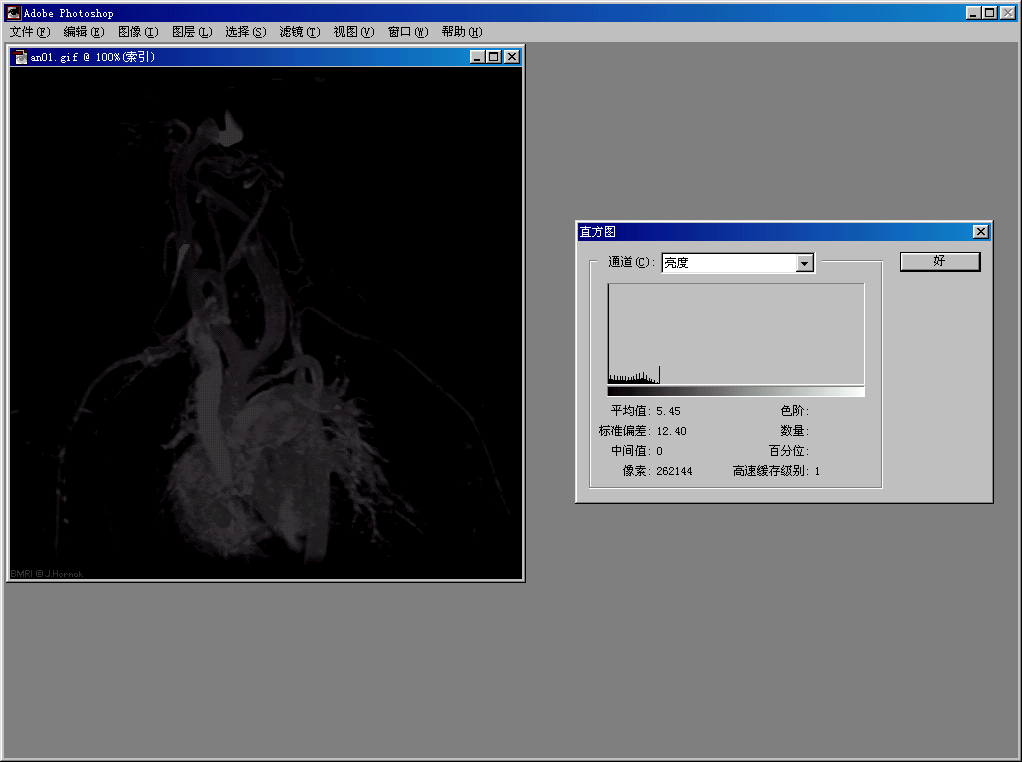 Adobe Photoshop
文件(F) 编辑(E) 图像(I) 图层(L) 选择(S) 滤镜(T) 视图(V) 窗口(W) 帮助(H)
an01.gif @ 100%(索引)
直方图
通道(C): 亮度
好
平均值: 5.45 色阶:
标准偏差: 12.40 数量:
中间值: 0 百分位:
像素: 262144 高速缓存级别: 1
BMRI © J.Hornak